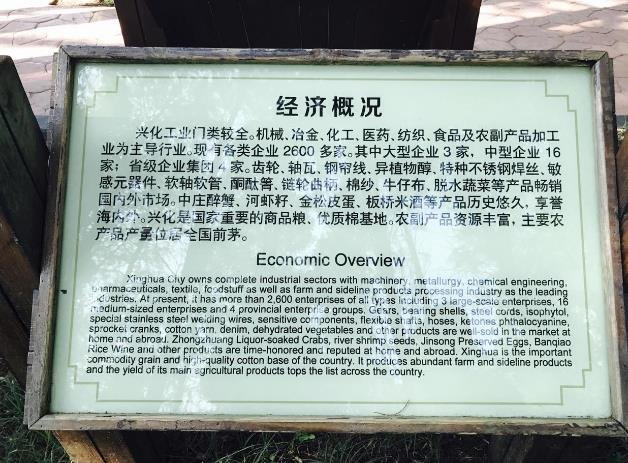 经济概况
兴化工业门类较全。机械、冶金、化工、医药、纺织、食品及农副产品加工
业为主导行业。现有各类企业 2600 多家。其中大型企业 3 家，中型企业 16
家；省级企业集团 4 家。齿轮、轴瓦、钢帘线、异植物醇、特种不锈钢焊丝、敏
感元器件、软轴软管、酮酞菁、链轮曲柄、棉纱、牛仔布、脱水蔬菜等产品畅销
国内外市场。中庄醉蟹、河虾籽、金松皮蛋、板桥米酒等产品历史悠久，享誉
海内外。兴化是国家重要的商品粮、优质棉基地。农副产品资源丰富，主要农
产品产量位居全国前茅。
Economic Overview
Xinghua City owns complete industrial sectors with machinery, metallurgy, chemical engineering,
pharmaceuticals, textile, foodstuff as well as farm and sideline products processing industry as the leading
industries. At present, it has more than 2,600 enterprises of all types including 3 large-scale enterprises, 16
medium-sized enterprises and 4 provincial enterprise groups. Gears, bearing shells, steel cords, isophytol,
special stainless steel welding wires, sensitive components, flexible shafts, hoses, ketones phthalocyanine,
sprocket cranks, cotton yarn, denim, dehydrated vegetables and other products are well-sold in the market at
home and abroad. Zhongzhuang Liquor-soaked Crabs, river shrimp seeds, Jinsong Preserved Eggs, Banqiao
Rice Wine and other products are time-honored and reputed at home and abroad. Xinghua is the important
commodity grain and high-quality cotton base of the country. It produces abundant farm and sideline products
and the yield of its main agricultural products tops the list across the country.